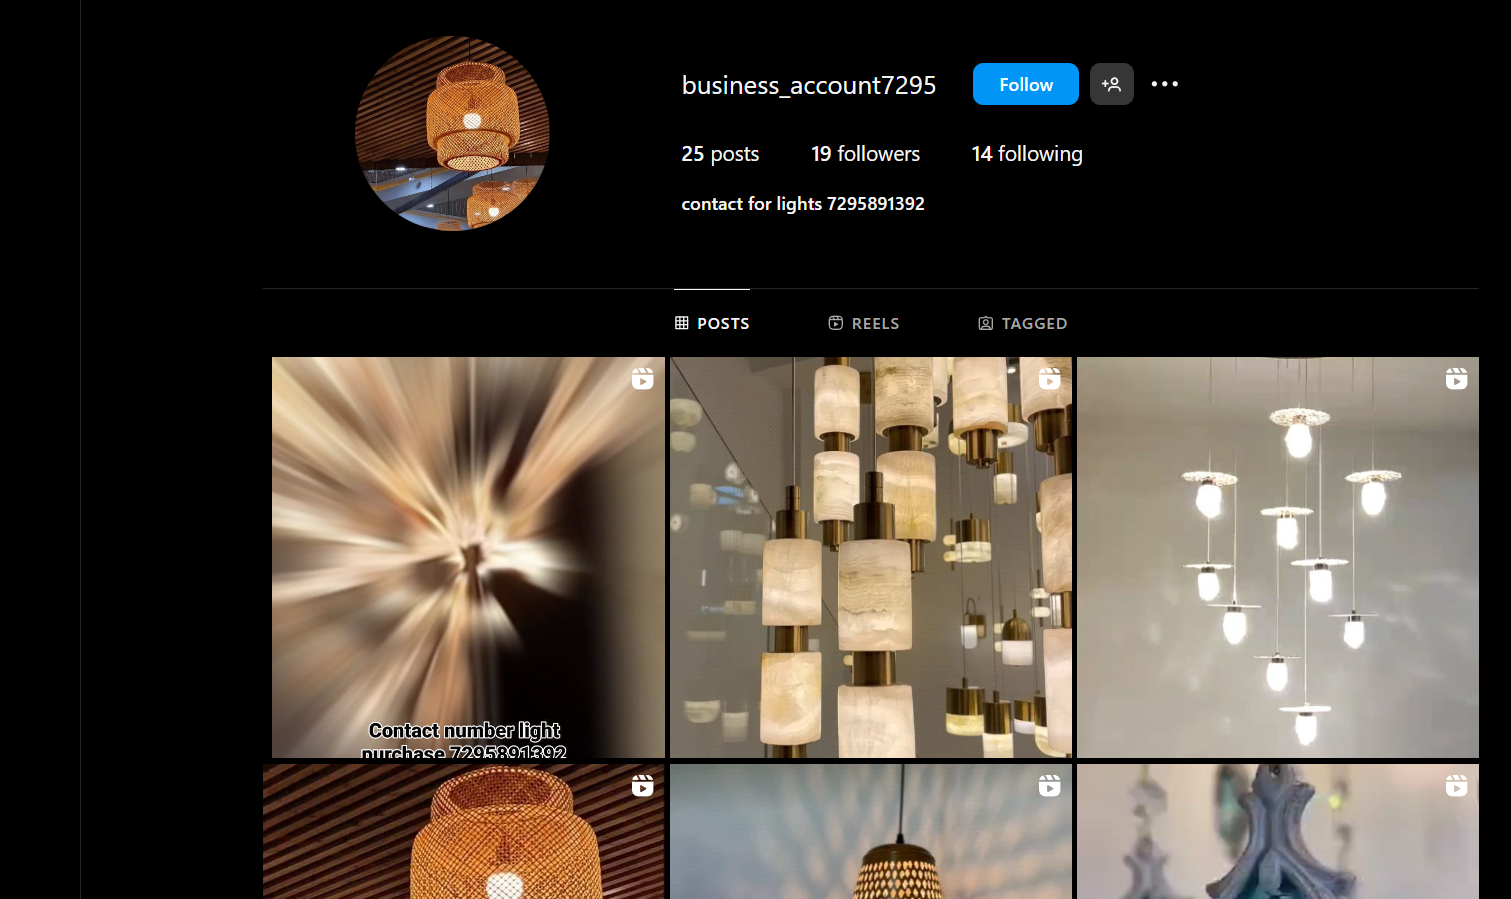 business_account7295
Follow
25 posts 19 followers 14 following
contact for lights 7295891392
POSTS REELS TAGGED
Contact number light
purchase 7295891392